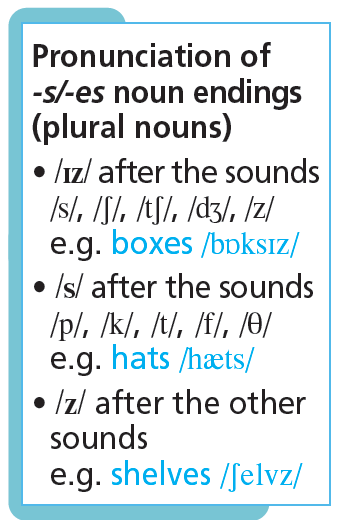 Pronunciation of
-s/-es noun endings
(plural nouns)
• /ɪz/ after the sounds
/s/, /ʃ/, /tʃ/, /dʒ/, /z/
e.g. boxes /bɒksɪz/
• /s/ after the sounds
/p/, /k/, /t/, /f/, /θ/
e.g. hats /hæts/
• /z/ after the other
sounds
e.g. shelves /ʃelvz/